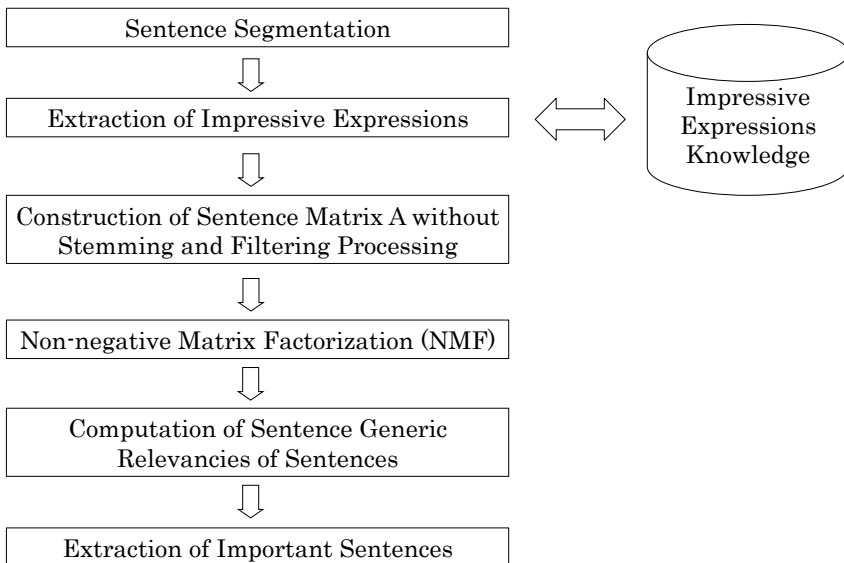 Sentence Segmentation
Extraction of Impressive Expressions
Impressive
Expressions
Knowledge
Construction of Sentence Matrix A without
Stemming and Filtering Processing
Non-negative Matrix Factorization (NMF)
Computation of Sentence Generic
Relevancies of Sentences
Extraction of Important Sentences